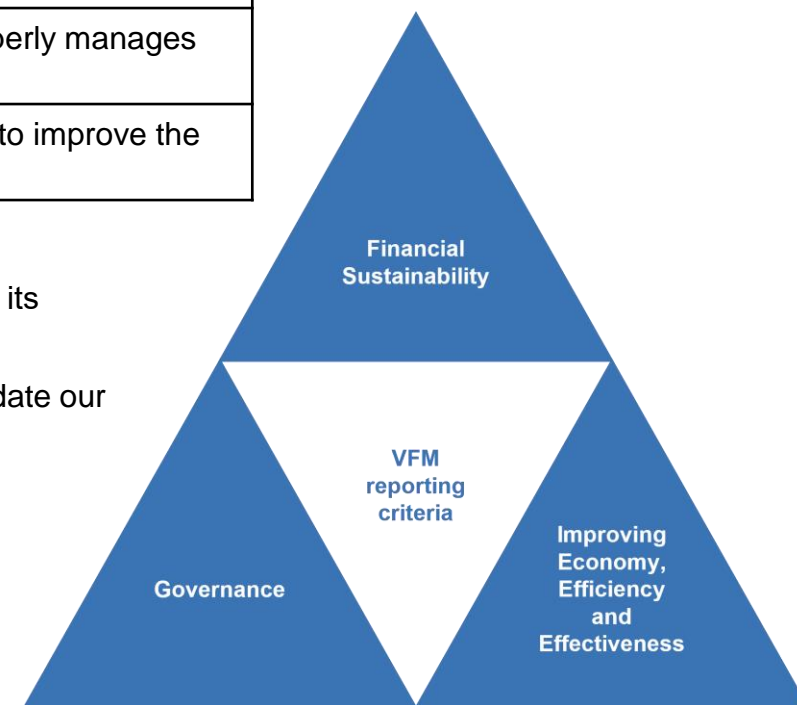 perly manages
to improve the
its
date our
Financial
Sustainability
VFM
reporting
criteria
Governance
Improving
Economy,
Efficiency
and
Effectiveness